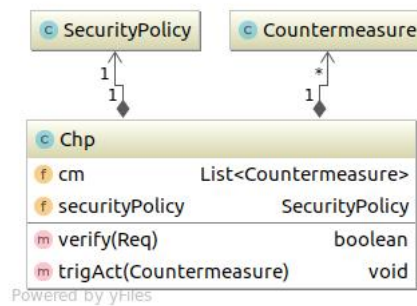 C SecurityPolicy
C Countermeasure
1
1
*
1
C Chp
f cm List<Countermeasure>
f securityPolicy SecurityPolicy
m verify(Req) boolean
m trigAct(Countermeasure) void
Powered by yFiles